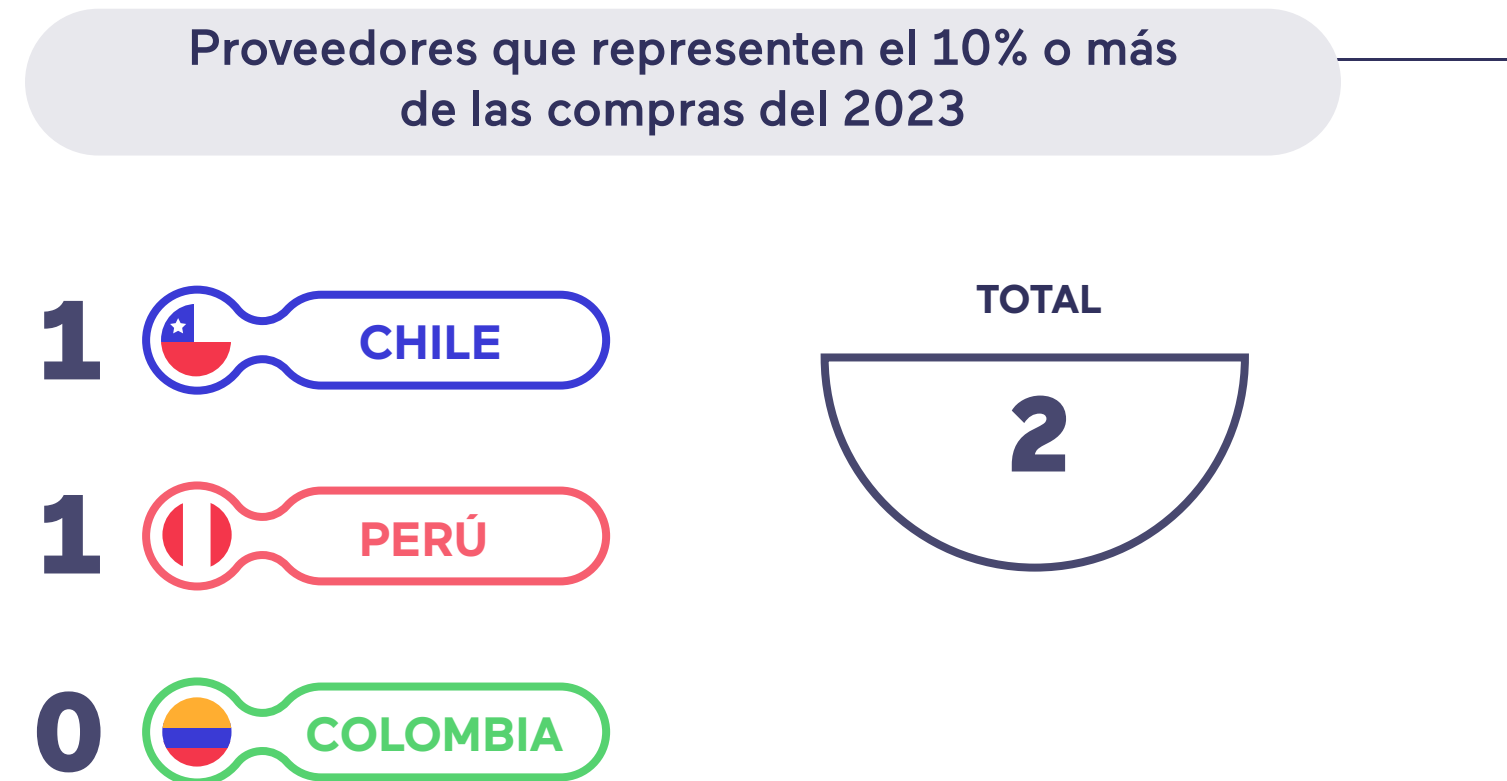 Proveedores que representen el 10% o más
de las compras del 2023
1 CHILE
1 PERÚ
0 COLOMBIA
TOTAL
2